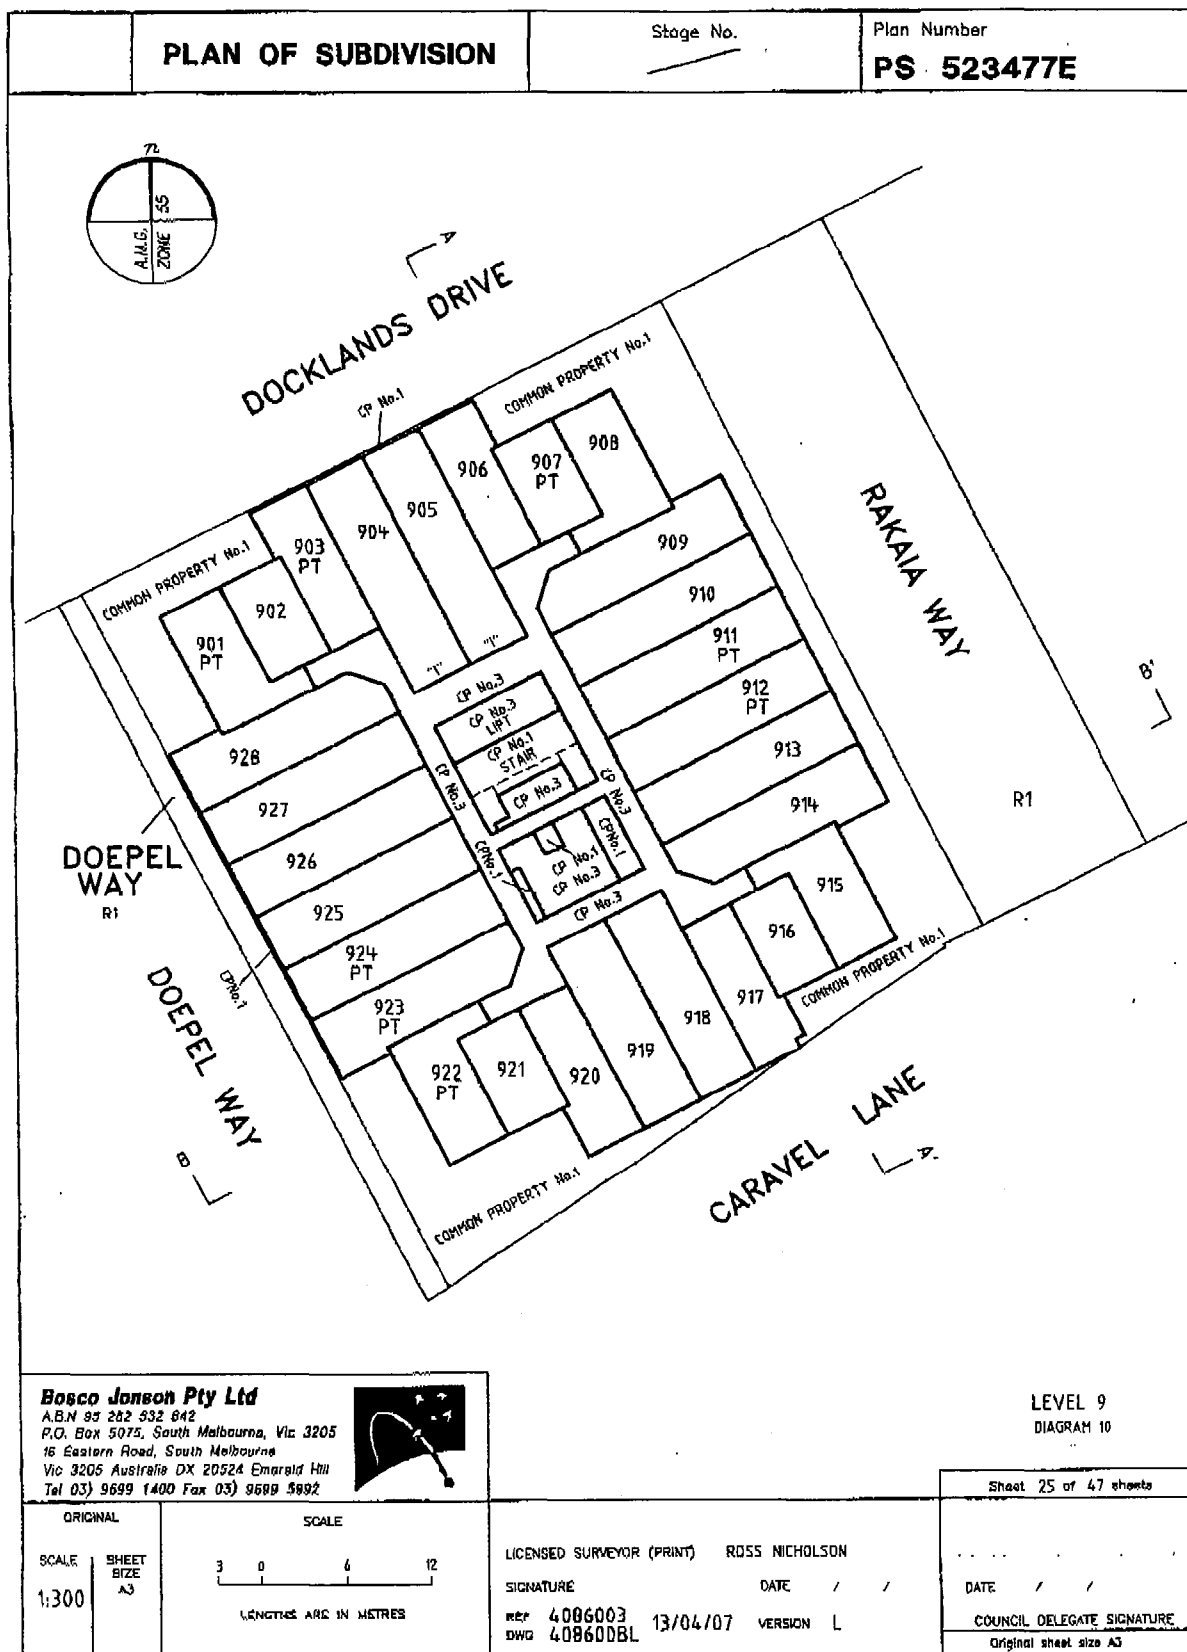 PLAN OF SUBDIVISION
Stage No.
Plan Number
PS 523477E
n
A.M.G.
ZONE 55
A
DOCKLANDS DRIVE
CP No.1
COMMON PROPERTY No.1
908
907
PT
906
905
904
903
PT
COMMON PROPERTY No.1
902
901
PT
RAKAIA WAY
909
910
911
PT
912
PT
913
914
B'
R1
"1"
"1"
CP No.3
CP No.3
LIFT
CP No.1
STAIR
CP No.3
CP No.3
CP No.3
CPNo.1
CP No.1
CP No.3
CPNo.1
CP No.3
928
927
926
925
924
PT
923
PT
DOEPEL
WAY
R1
CPNo.1
DOEPEL WAY
B
915
916
COMMON PROPERTY No.1
917
918
919
920
921
922
PT
COMMON PROPERTY No.1
CARAVEL LANE
A'
Bosco Jonson Pty Ltd
A.B.N 95 282 532 642
P.O. Box 5075, South Melbourne, Vic 3205
16 Eastern Road, South Melbourne
Vic 3205 Australia DX 20524 Emerald Hill
Tel 03) 9699 1400 Fax 03) 9699 5992
LEVEL 9
DIAGRAM 10
Sheet 25 of 47 sheets
ORIGINAL
SCALE
SHEET
SIZE
1:300
A3
SCALE
3 0 6 12
LENGTHS ARE IN METRES
LICENSED SURVEYOR (PRINT) ROSS NICHOLSON
SIGNATURE DATE / /
REF 4086003
DWG 408600BL
13/04/07 VERSION L
DATE / /
COUNCIL DELEGATE SIGNATURE
Original sheet size A3